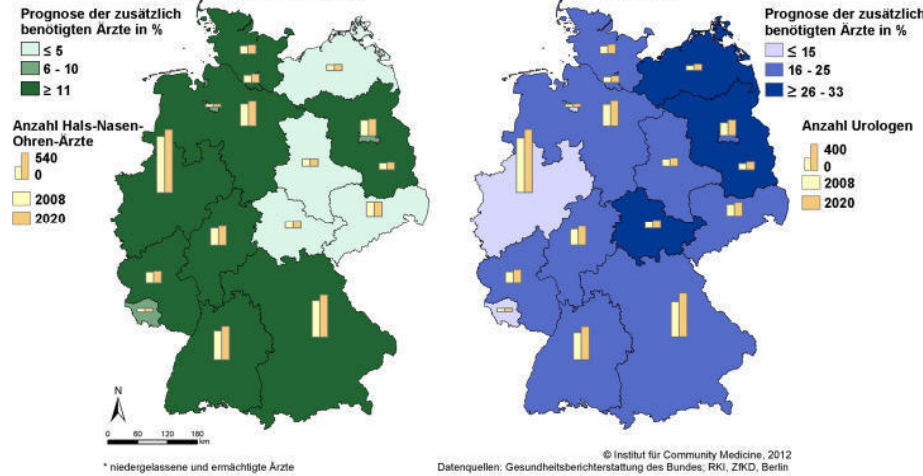 Prognose der zusätzlich
benötigten Ärzte in %
≤ 5
6 - 10
≥ 11
Anzahl Hals-Nasen-
Ohren-Ärzte
540
0
2008
2020
N
0 60 120 180
km
* niedergelassene und ermächtigte Ärzte
Prognose der zusätzlich
benötigten Ärzte in %
≤ 15
16 - 25
≥ 26 - 33
Anzahl Urologen
400
0
2008
2020
© Institut für Community Medicine, 2012
Datenquellen: Gesundheitsberichterstattung des Bundes, RKI, ZfKD, Berlin